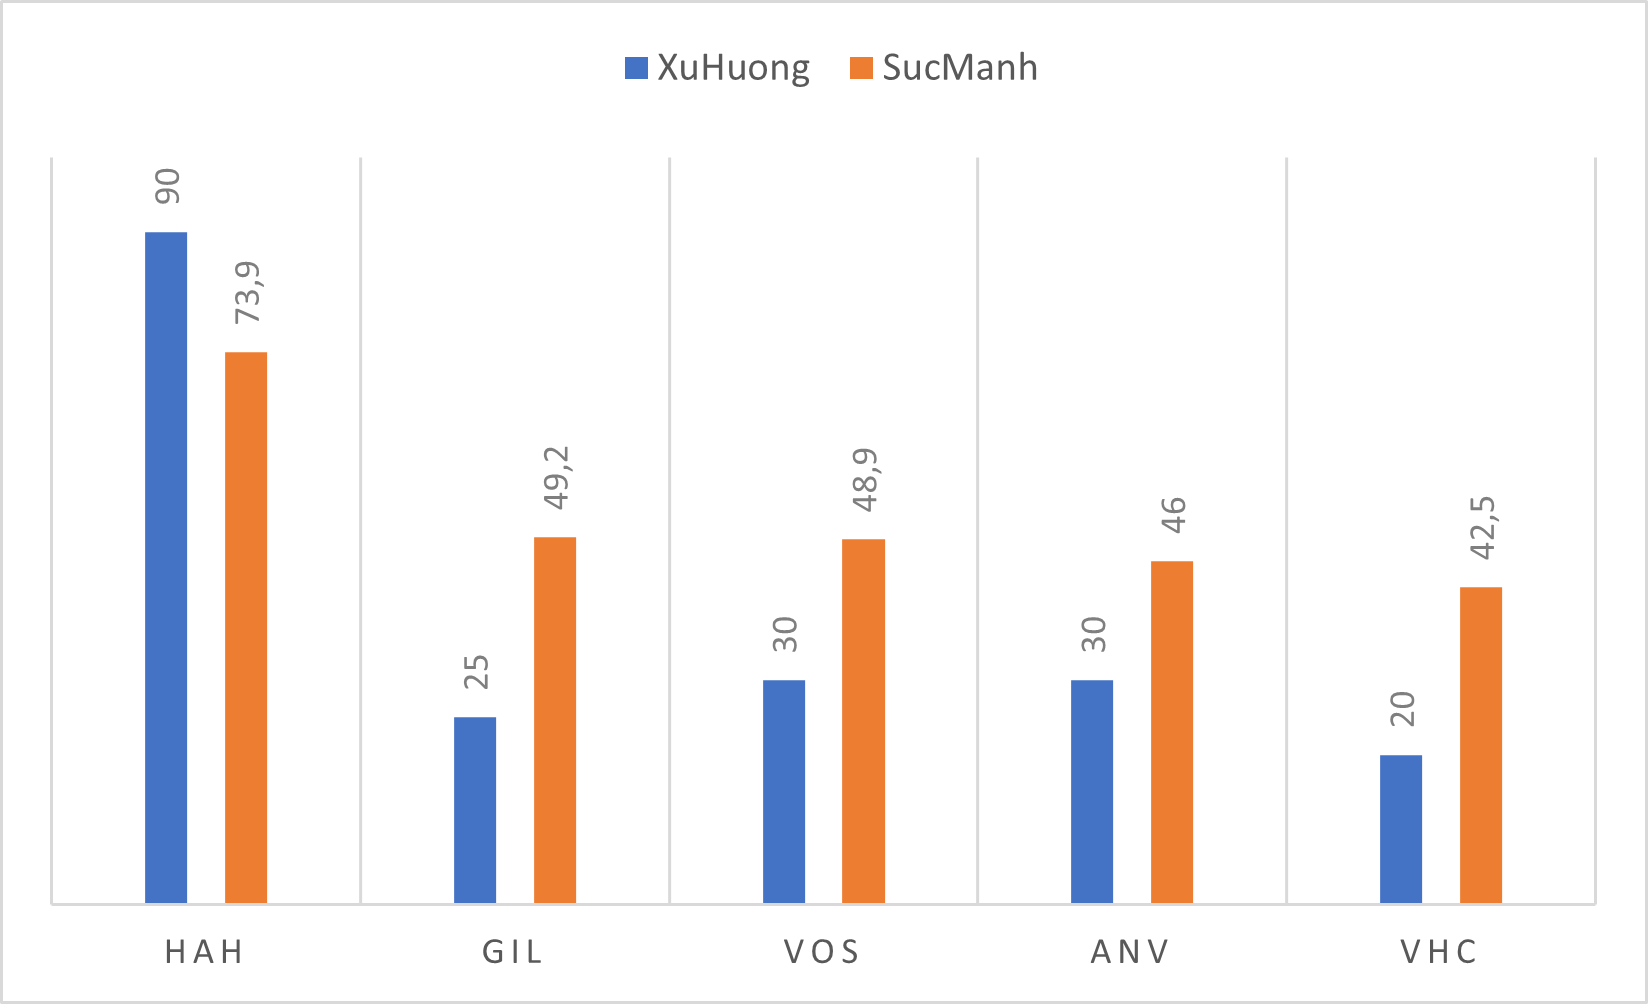 XuHuong SucManh
90 73,9 25 49,2 30 48,9 30 46 20 42,5
HAH GIL VOS ANV VHC